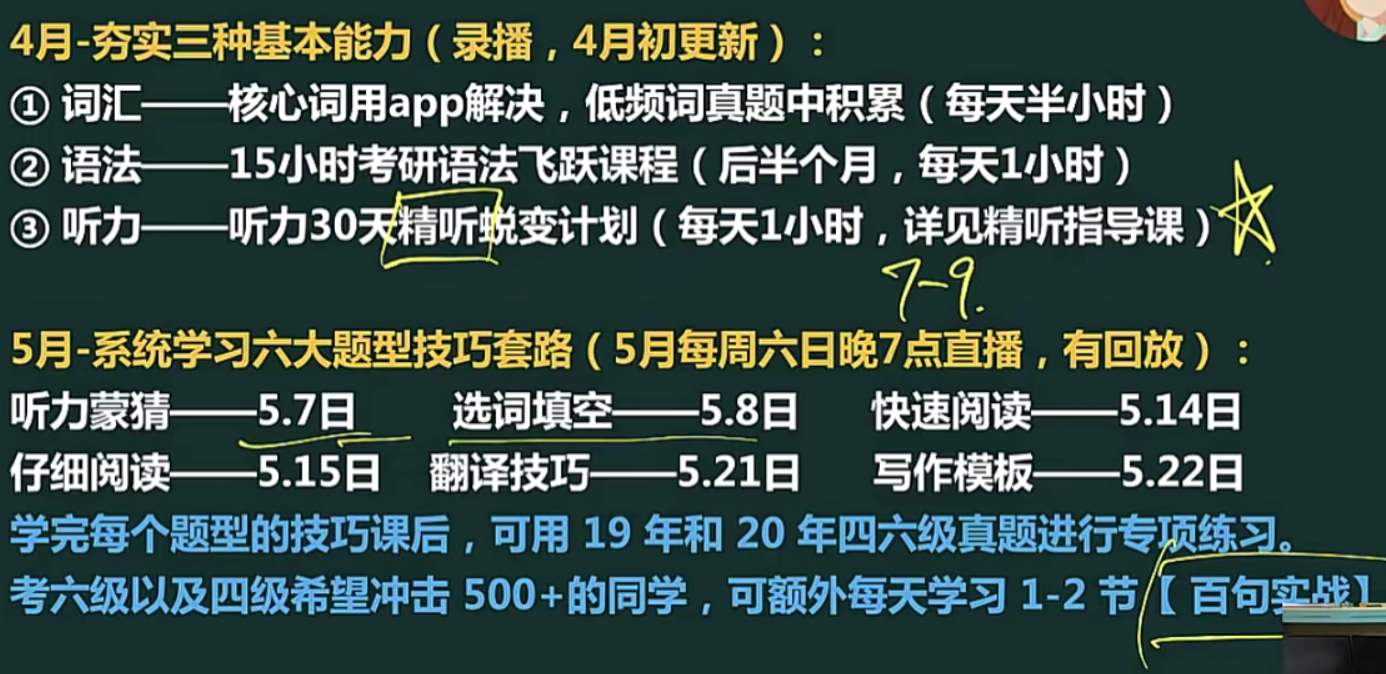 4月-夯实三种基本能力（录播，4月初更新）：
① 词汇——核心词用app解决，低频词真题中积累（每天半小时）
② 语法——15小时考研语法飞跃课程（后半个月，每天1小时）
③ 听力——听力30天精听蜕变计划（每天1小时，详见精听指导课）
7-9.
5月-系统学习六大题型技巧套路（5月每周六日晚7点直播，有回放）：
听力蒙猜——5.7日 选词填空——5.8日 快速阅读——5.14日
仔细阅读——5.15日 翻译技巧——5.21日 写作模板——5.22日
学完每个题型的技巧课后，可用 19 年和 20 年四六级真题进行专项练习。
考六级以及四级希望冲击 500+的同学，可额外每天学习 1-2 节【 百句实战】